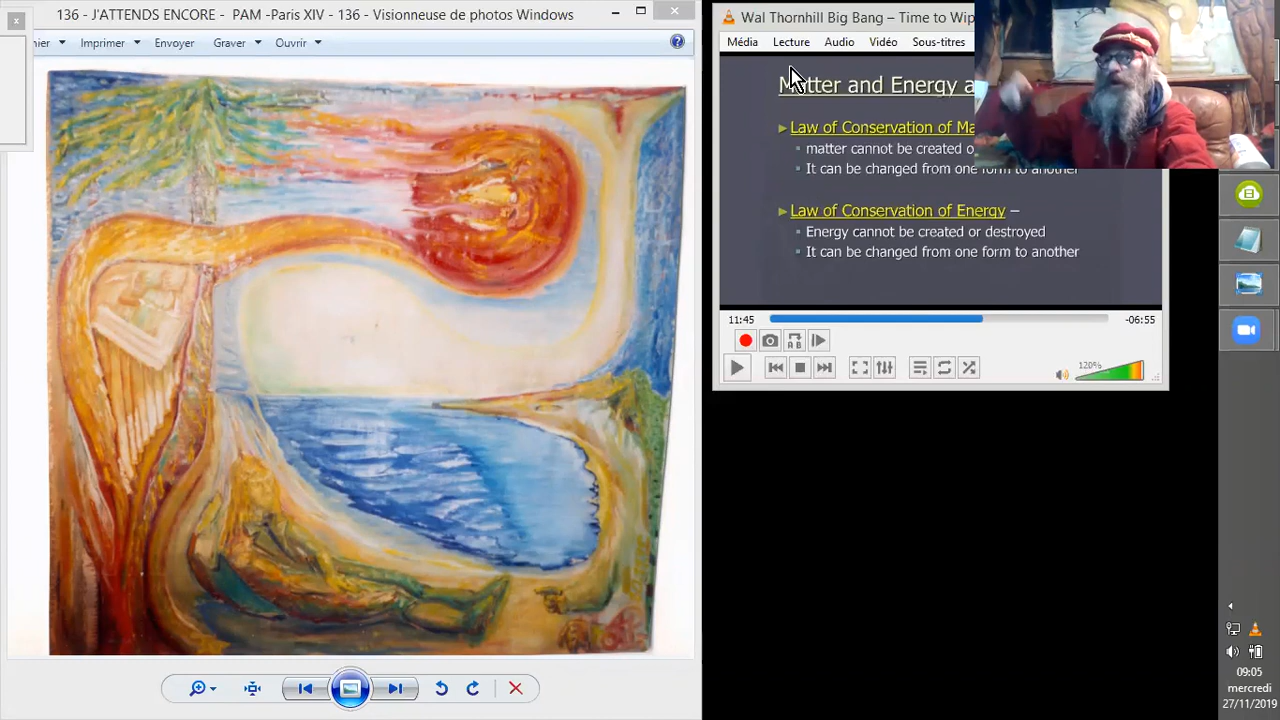 136 - J'ATTENDS ENCORE - PAM -Paris XIV - 136 - Visionneuse de photos Windows
Imprimer Envoyer Graver Ouvrir
Wal Thornhill Big Bang – Time to Wip
Média Lecture Audio Vidéo Sous-titres
Matter and Energy a
Law of Conservation of Ma
matter cannot be created o
It can be changed from one form to another
Law of Conservation of Energy –
Energy cannot be created or destroyed
It can be changed from one form to another
11:45 -06:55
120%
09:05
mercredi
27/11/2019